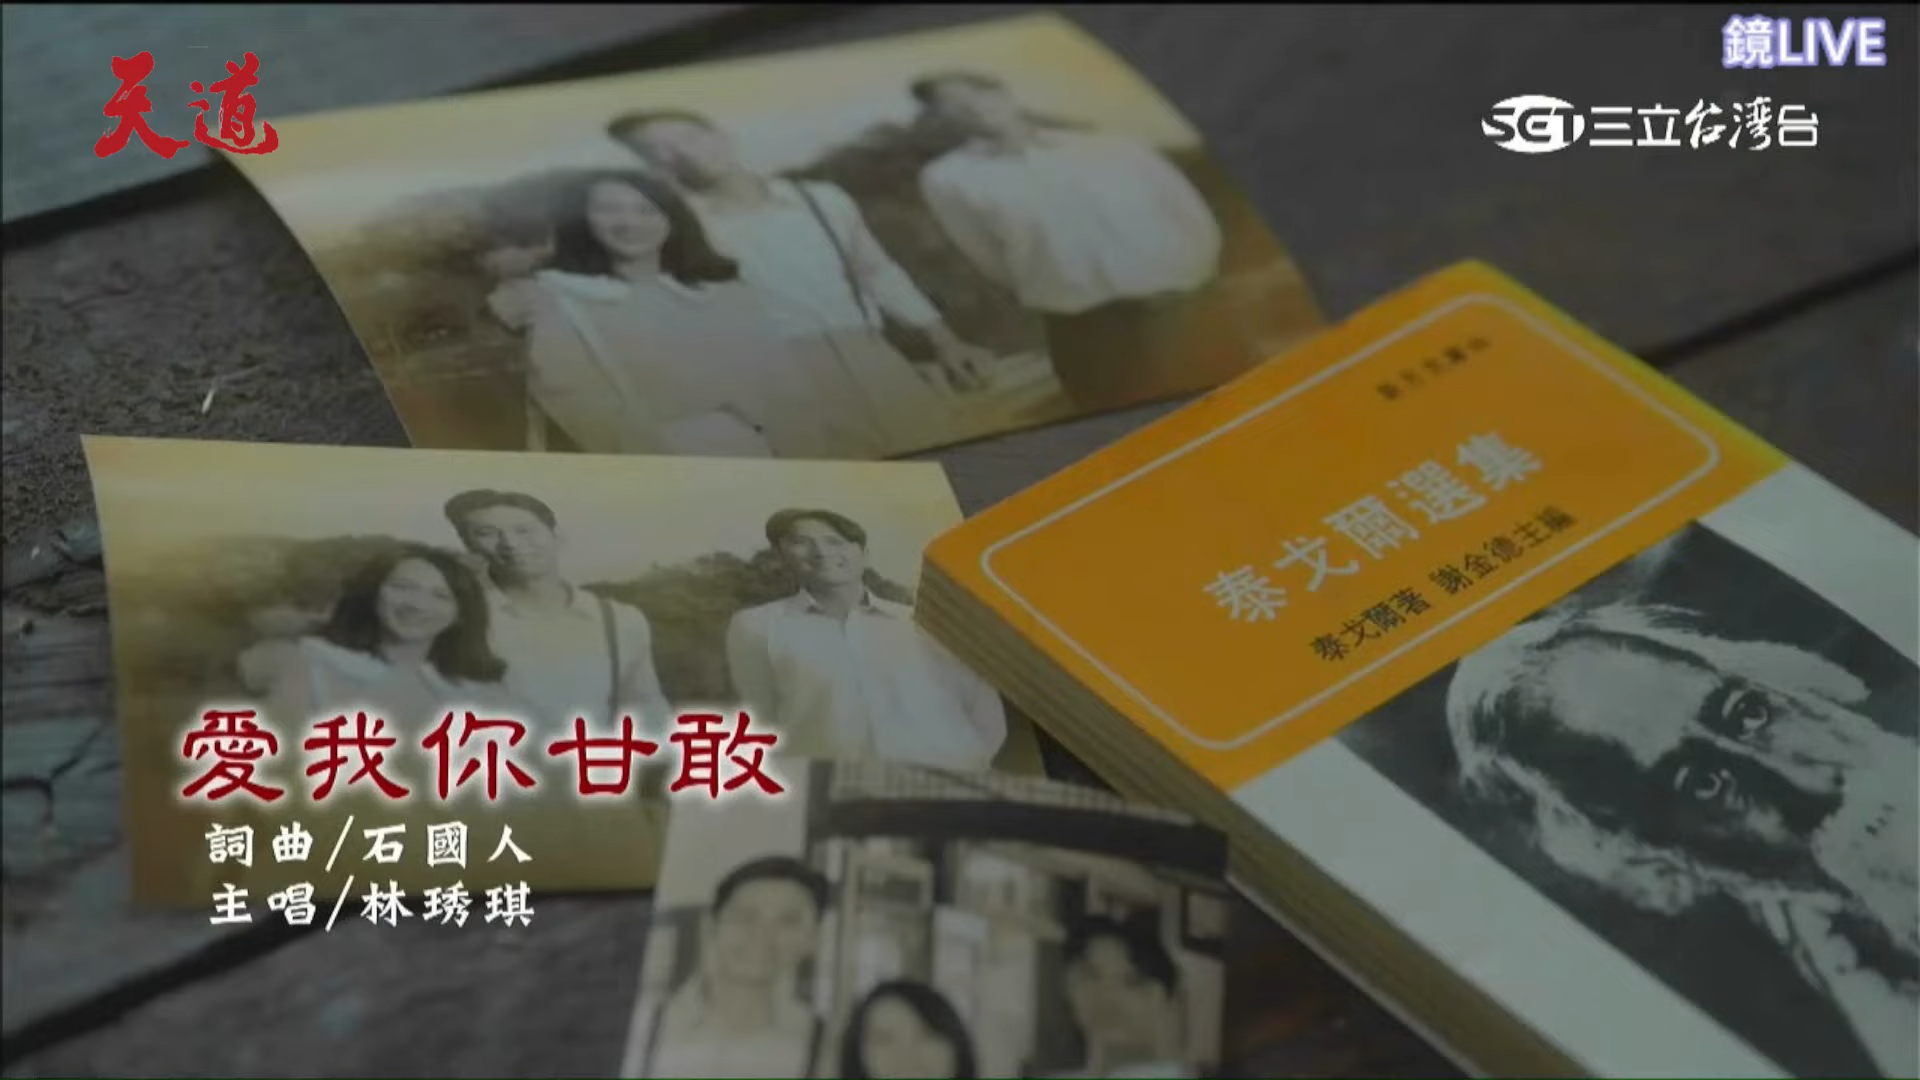 鏡LIVE
天道
SET三立台灣台
泰戈爾選集
泰戈爾著 謝金德主編
愛我你甘敢
詞曲/石國人
主唱/林琇琪